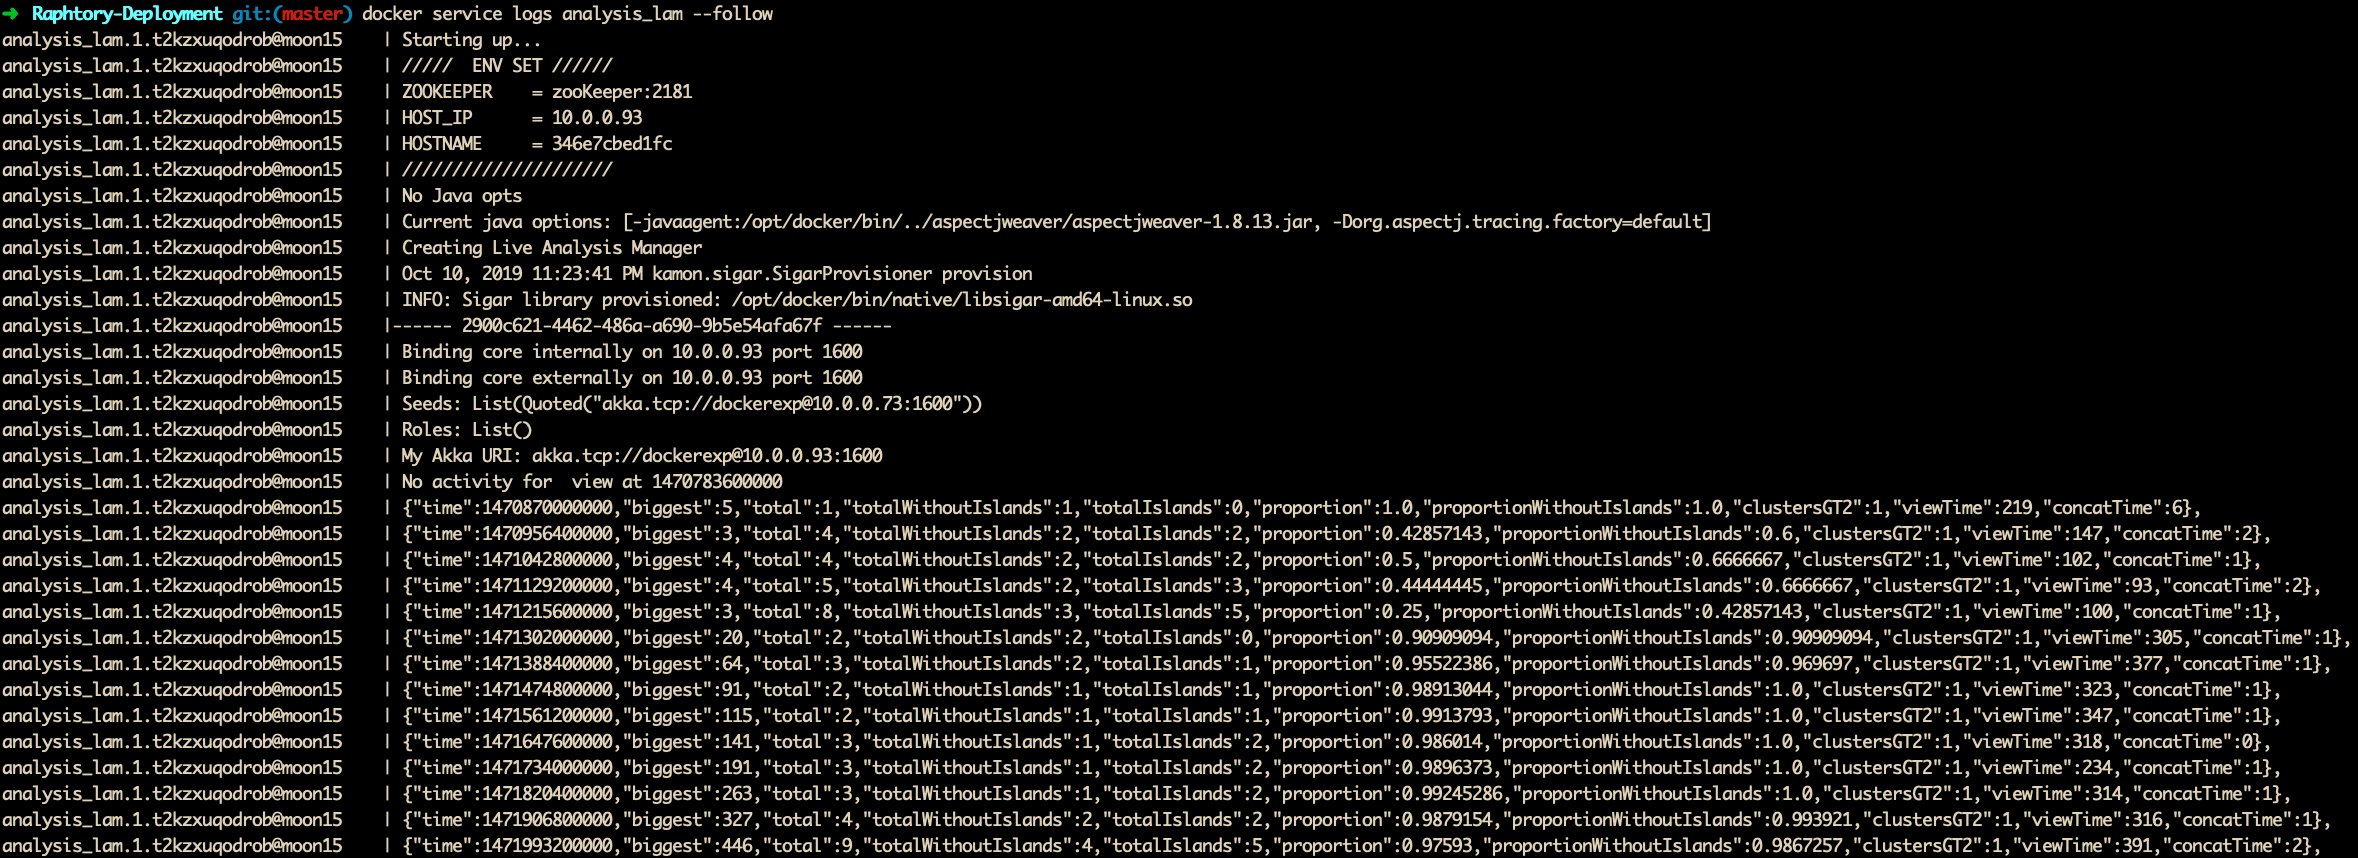 ➜  Raphtory-Deployment git:(master) docker service logs analysis_lam --follow
analysis_lam.1.t2kzxuqodrob@moon15    | Starting up...
analysis_lam.1.t2kzxuqodrob@moon15    | /////  ENV SET //////
analysis_lam.1.t2kzxuqodrob@moon15    | ZOOKEEPER    = zooKeeper:2181
analysis_lam.1.t2kzxuqodrob@moon15    | HOST_IP      = 10.0.0.93
analysis_lam.1.t2kzxuqodrob@moon15    | HOSTNAME     = 346e7cbed1fc
analysis_lam.1.t2kzxuqodrob@moon15    | /////////////////////
analysis_lam.1.t2kzxuqodrob@moon15    | No Java opts
analysis_lam.1.t2kzxuqodrob@moon15    | Current java options: [-javaagent:/opt/docker/bin/../aspectjweaver/aspectjweaver-1.8.13.jar, -Dorg.aspectj.tracing.factory=default]
analysis_lam.1.t2kzxuqodrob@moon15    | Creating Live Analysis Manager
analysis_lam.1.t2kzxuqodrob@moon15    | Oct 10, 2019 11:23:41 PM kamon.sigar.SigarProvisioner provision
analysis_lam.1.t2kzxuqodrob@moon15    | INFO: Sigar library provisioned: /opt/docker/bin/native/libsigar-amd64-linux.so
analysis_lam.1.t2kzxuqodrob@moon15    |------ 2900c621-4462-486a-a690-9b5e54afa67f ------
analysis_lam.1.t2kzxuqodrob@moon15    | Binding core internally on 10.0.0.93 port 1600
analysis_lam.1.t2kzxuqodrob@moon15    | Binding core externally on 10.0.0.93 port 1600
analysis_lam.1.t2kzxuqodrob@moon15    | Seeds: List(Quoted("akka.tcp://dockerexp@10.0.0.73:1600"))
analysis_lam.1.t2kzxuqodrob@moon15    | Roles: List()
analysis_lam.1.t2kzxuqodrob@moon15    | My Akka URI: akka.tcp://dockerexp@10.0.0.93:1600
analysis_lam.1.t2kzxuqodrob@moon15    | No activity for  view at 1470783600000
analysis_lam.1.t2kzxuqodrob@moon15    | {"time":1470870000000,"biggest":5,"total":1,"totalWithoutIslands":1,"totalIslands":0,"proportion":1.0,"proportionWithoutIslands":1.0,"clustersGT2":1,"viewTime":219,"concatTime":6},
analysis_lam.1.t2kzxuqodrob@moon15    | {"time":1470956400000,"biggest":3,"total":4,"totalWithoutIslands":2,"totalIslands":2,"proportion":0.42857143,"proportionWithoutIslands":0.6,"clustersGT2":1,"viewTime":147,"concatTime":2},
analysis_lam.1.t2kzxuqodrob@moon15    | {"time":1471042800000,"biggest":4,"total":4,"totalWithoutIslands":2,"totalIslands":2,"proportion":0.5,"proportionWithoutIslands":0.6666667,"clustersGT2":1,"viewTime":102,"concatTime":1},
analysis_lam.1.t2kzxuqodrob@moon15    | {"time":1471129200000,"biggest":4,"total":5,"totalWithoutIslands":2,"totalIslands":3,"proportion":0.44444445,"proportionWithoutIslands":0.6666667,"clustersGT2":1,"viewTime":93,"concatTime":2},
analysis_lam.1.t2kzxuqodrob@moon15    | {"time":1471215600000,"biggest":3,"total":8,"totalWithoutIslands":3,"totalIslands":5,"proportion":0.25,"proportionWithoutIslands":0.42857143,"clustersGT2":1,"viewTime":100,"concatTime":1},
analysis_lam.1.t2kzxuqodrob@moon15    | {"time":1471302000000,"biggest":20,"total":2,"totalWithoutIslands":2,"totalIslands":0,"proportion":0.90909094,"proportionWithoutIslands":0.90909094,"clustersGT2":1,"viewTime":305,"concatTime":1},
analysis_lam.1.t2kzxuqodrob@moon15    | {"time":1471388400000,"biggest":64,"total":3,"totalWithoutIslands":2,"totalIslands":1,"proportion":0.95522386,"proportionWithoutIslands":0.969697,"clustersGT2":1,"viewTime":377,"concatTime":1},
analysis_lam.1.t2kzxuqodrob@moon15    | {"time":1471474800000,"biggest":91,"total":2,"totalWithoutIslands":1,"totalIslands":1,"proportion":0.98913044,"proportionWithoutIslands":1.0,"clustersGT2":1,"viewTime":323,"concatTime":1},
analysis_lam.1.t2kzxuqodrob@moon15    | {"time":1471561200000,"biggest":115,"total":2,"totalWithoutIslands":1,"totalIslands":1,"proportion":0.9913793,"proportionWithoutIslands":1.0,"clustersGT2":1,"viewTime":347,"concatTime":1},
analysis_lam.1.t2kzxuqodrob@moon15    | {"time":1471647600000,"biggest":141,"total":3,"totalWithoutIslands":1,"totalIslands":2,"proportion":0.986014,"proportionWithoutIslands":1.0,"clustersGT2":1,"viewTime":318,"concatTime":0},
analysis_lam.1.t2kzxuqodrob@moon15    | {"time":1471734000000,"biggest":191,"total":3,"totalWithoutIslands":1,"totalIslands":2,"proportion":0.9896373,"proportionWithoutIslands":1.0,"clustersGT2":1,"viewTime":234,"concatTime":1},
analysis_lam.1.t2kzxuqodrob@moon15    | {"time":1471820400000,"biggest":263,"total":3,"totalWithoutIslands":1,"totalIslands":2,"proportion":0.99245286,"proportionWithoutIslands":1.0,"clustersGT2":1,"viewTime":314,"concatTime":1},
analysis_lam.1.t2kzxuqodrob@moon15    | {"time":1471906800000,"biggest":327,"total":4,"totalWithoutIslands":2,"totalIslands":2,"proportion":0.9879154,"proportionWithoutIslands":0.993921,"clustersGT2":1,"viewTime":316,"concatTime":1},
analysis_lam.1.t2kzxuqodrob@moon15    | {"time":1471993200000,"biggest":446,"total":9,"totalWithoutIslands":4,"totalIslands":5,"proportion":0.97593,"proportionWithoutIslands":0.9867257,"clustersGT2":1,"viewTime":391,"concatTime":2},